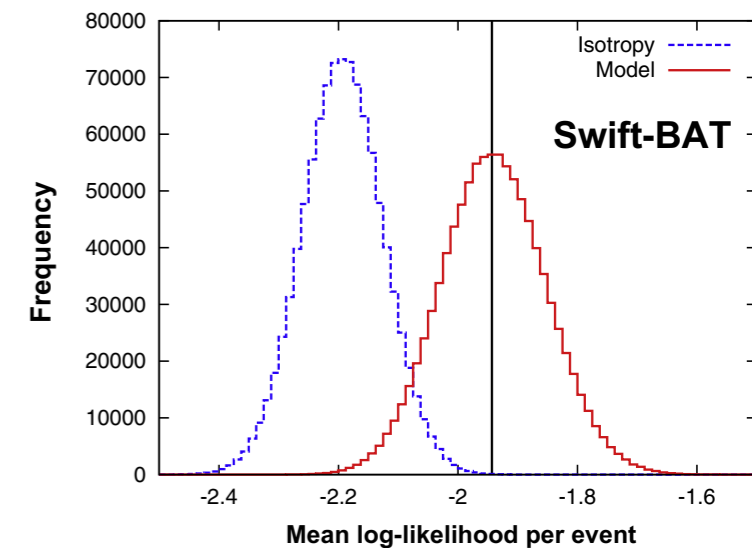 80000
70000
60000
50000
40000
30000
20000
10000
0
Frequency
Isotropy
Model
Swift-BAT
-2.4 -2.2 -2 -1.8 -1.6
Mean log-likelihood per event